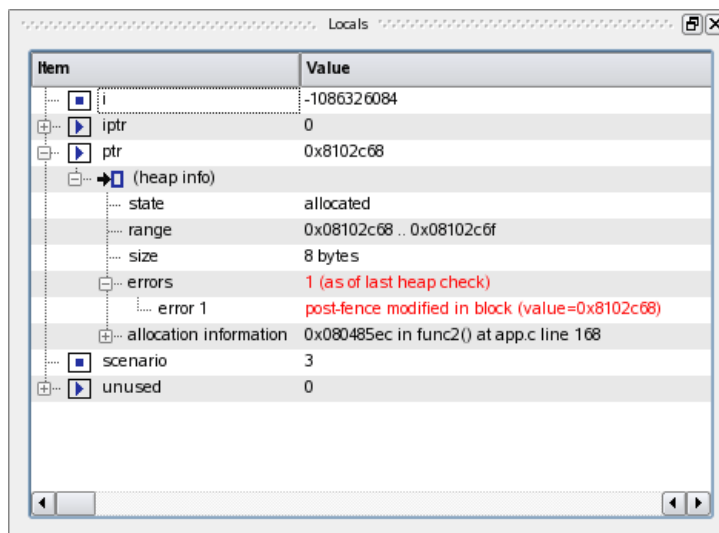 Locals
Item Value
i -1086326084
iptr 0
ptr 0x8102c68
(heap info)
state allocated
range 0x08102c68 .. 0x08102c6f
size 8 bytes
errors 1 (as of last heap check)
error 1 post-fence modified in block (value=0x8102c68)
allocation information 0x080485ec in func2() at app.c line 168
scenario 3
unused 0